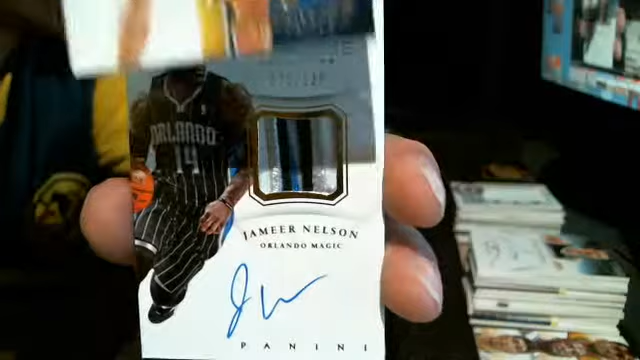 ORLANDO
14
JAMEER NELSON
ORLANDO MAGIC
PANINI